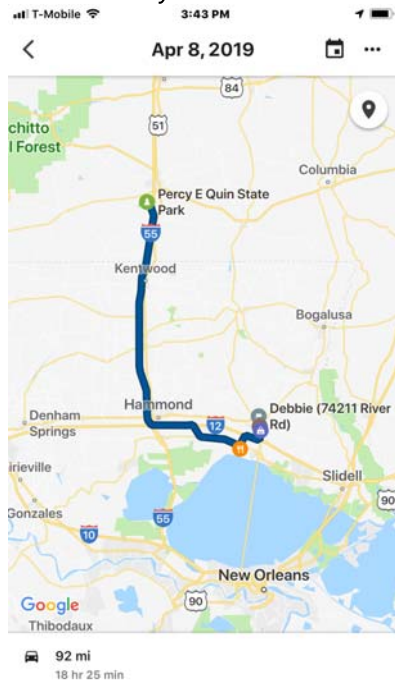 T-Mobile 3:43 PM
Apr 8, 2019
84
51
chitto
l Forest
Columbia
Percy E Quin State
Park
55
Kentwood
Bogalusa
Hammond
Debbie (74211 River
Rd)
12
Denham
Springs
Slidell
irieville
90
Gonzales
55
10
New Orleans
90
Google
Thibodaux
92 mi
18 hr 25 min